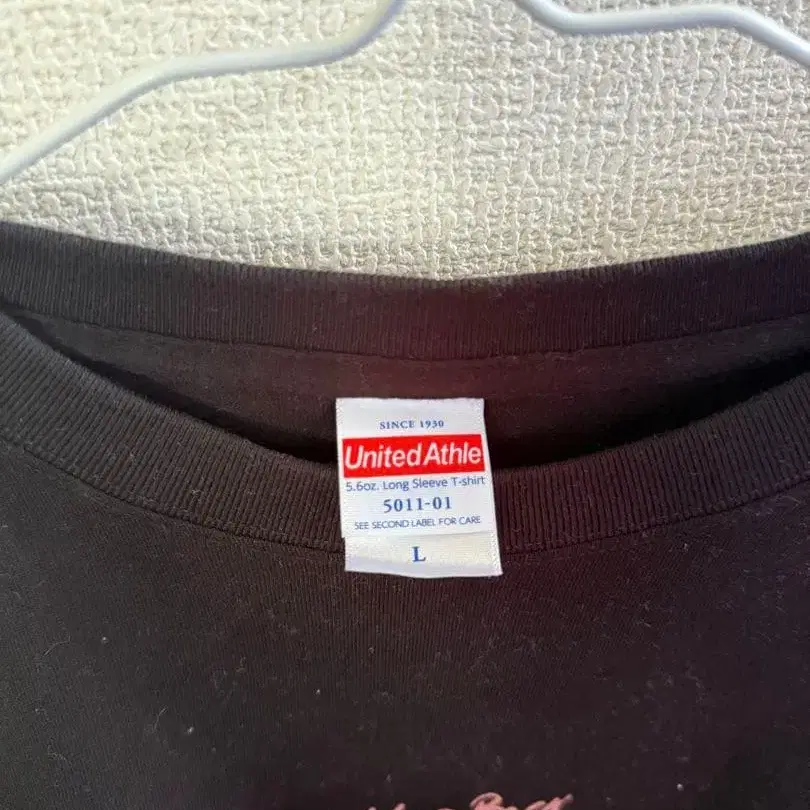 SINCE 1930
United Athle
5.6oz. Long Sleeve T-shirt
5011-01
SEE SECOND LABEL FOR CARE
L